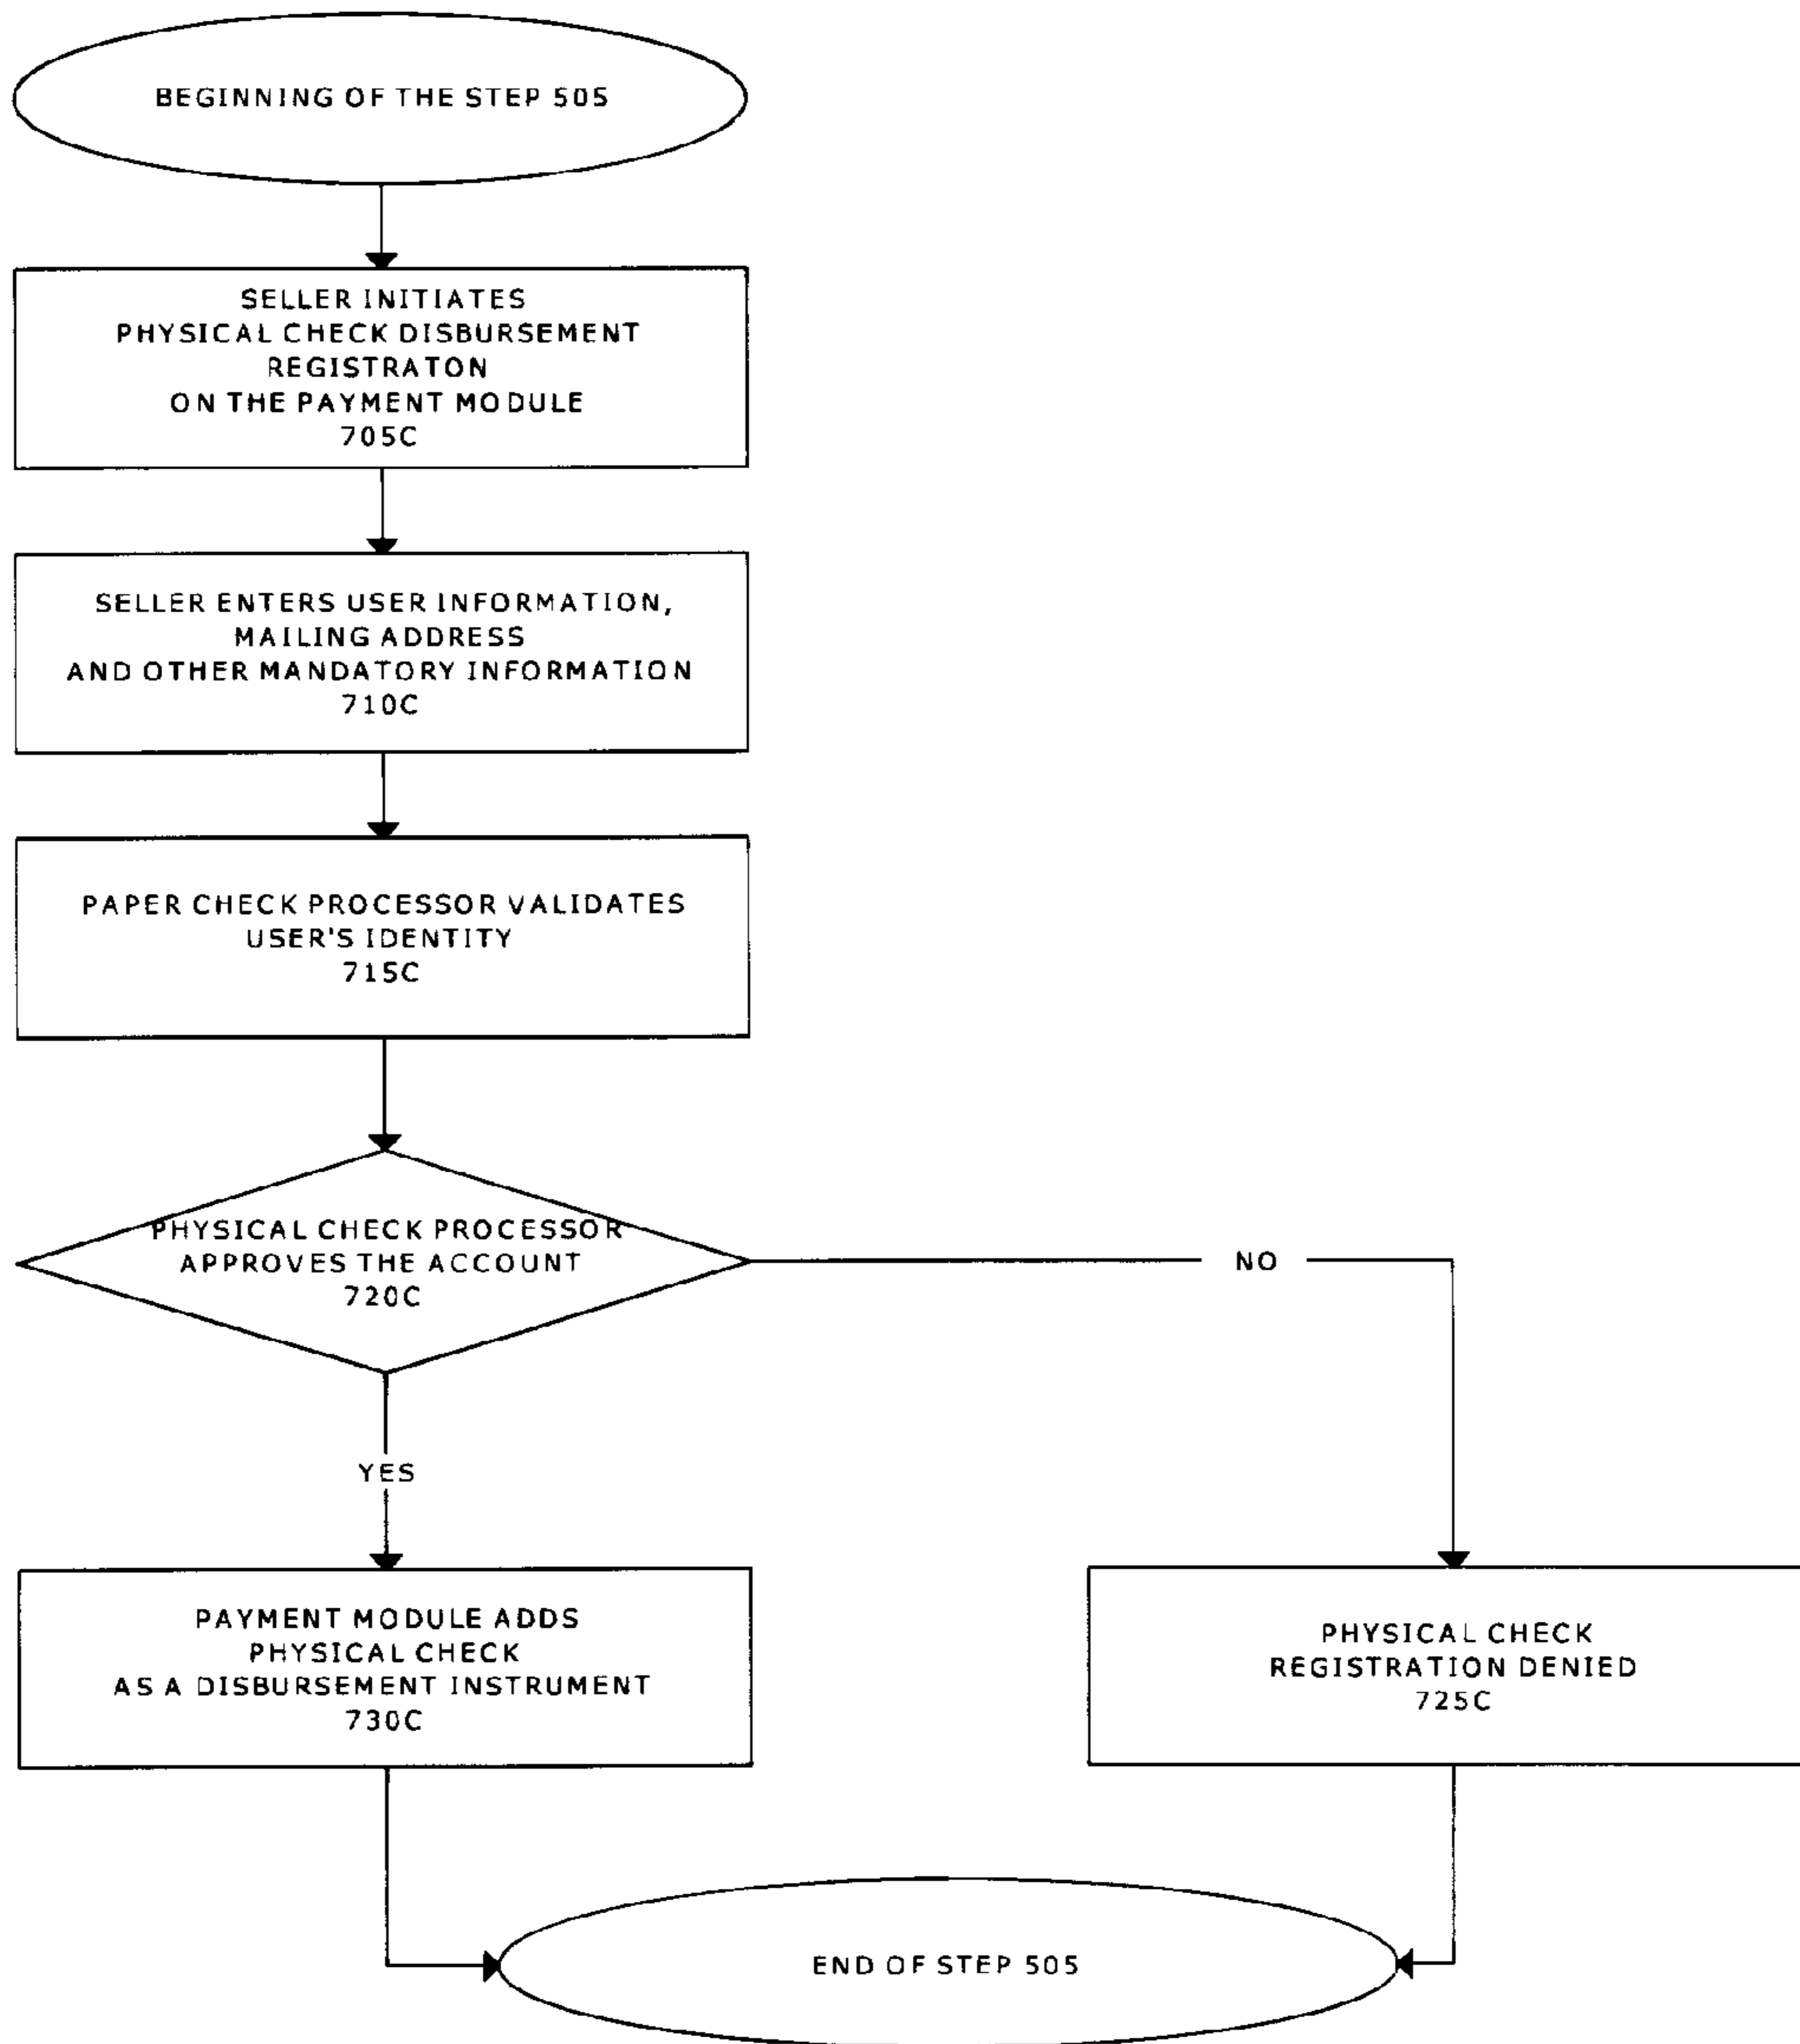 BEGINNING OF THE STEP 505
SELLER INITIATES
PHYSICAL CHECK DISBURSEMENT
REGISTRATON
ON THE PAYMENT MODULE
705C
SELLER ENTERS USER INFORMATION,
MAILING ADDRESS
AND OTHER MANDATORY INFORMATION
710C
PAPER CHECK PROCESSOR VALIDATES
USER'S IDENTITY
715C
PHYSICAL CHECK PROCESSOR
APPROVES THE ACCOUNT
720C
NO
YES
PAYMENT MODULE ADDS
PHYSICAL CHECK
AS A DISBURSEMENT INSTRUMENT
730C
PHYSICAL CHECK
REGISTRATION DENIED
725C
END OF STEP 505